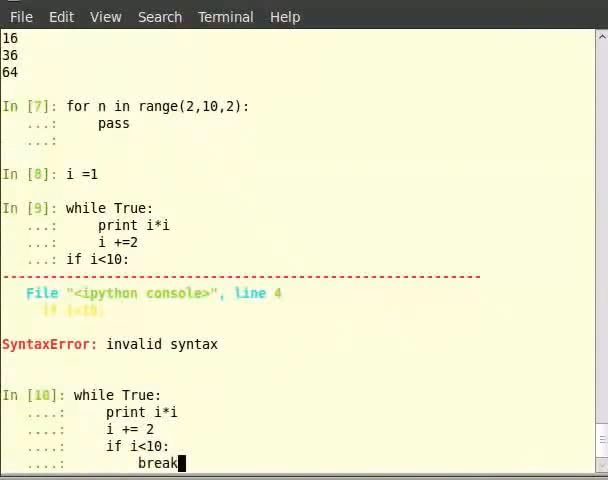 File Edit View Search Terminal Help
16
36
64
In [7]: for n in range(2,10,2):
   ...:     pass
   ...:
In [8]: i =1
In [9]: while True:
   ...:     print i*i
   ...:     i +=2
   ...: if i<10:
------------------------------------------------------------
   File "<ipython console>", line 4
     if i<10:
SyntaxError: invalid syntax
In [10]: while True:
   ....:     print i*i
   ....:     i += 2
   ....:     if i<10:
   ....:         break